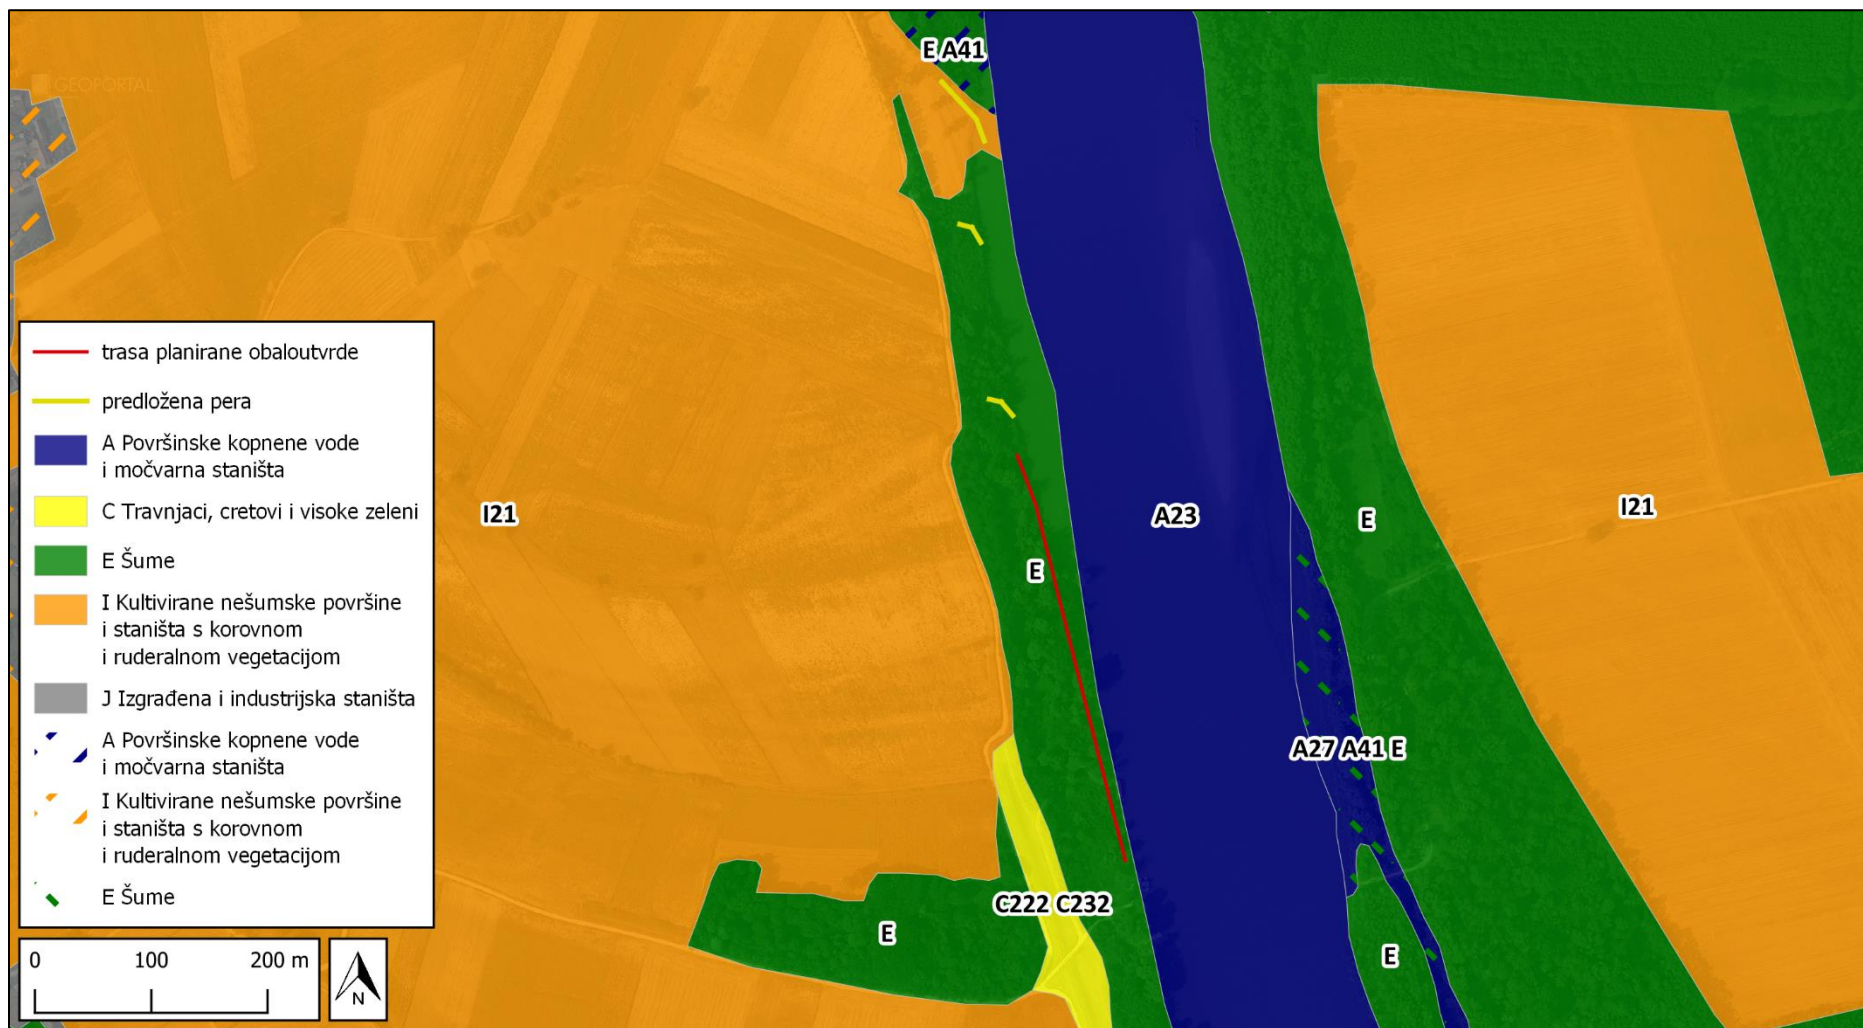 GEOPORTAL
E A41
trasa planirane obaloutvrde
predložena pera
A Površinske kopnene vode
i močvarna staništa
C Travnjaci, cretovi i visoke zeleni
E Šume
I Kultivirane nešumske površine
i staništa s korovnom
i ruderalnom vegetacijom
J Izgrađena i industrijska staništa
A Površinske kopnene vode
i močvarna staništa
I Kultivirane nešumske površine
i staništa s korovnom
i ruderalnom vegetacijom
E Šume
0 100 200 m
N
I21
A23
E
I21
E
A27 A41 E
C222 C232
E
E